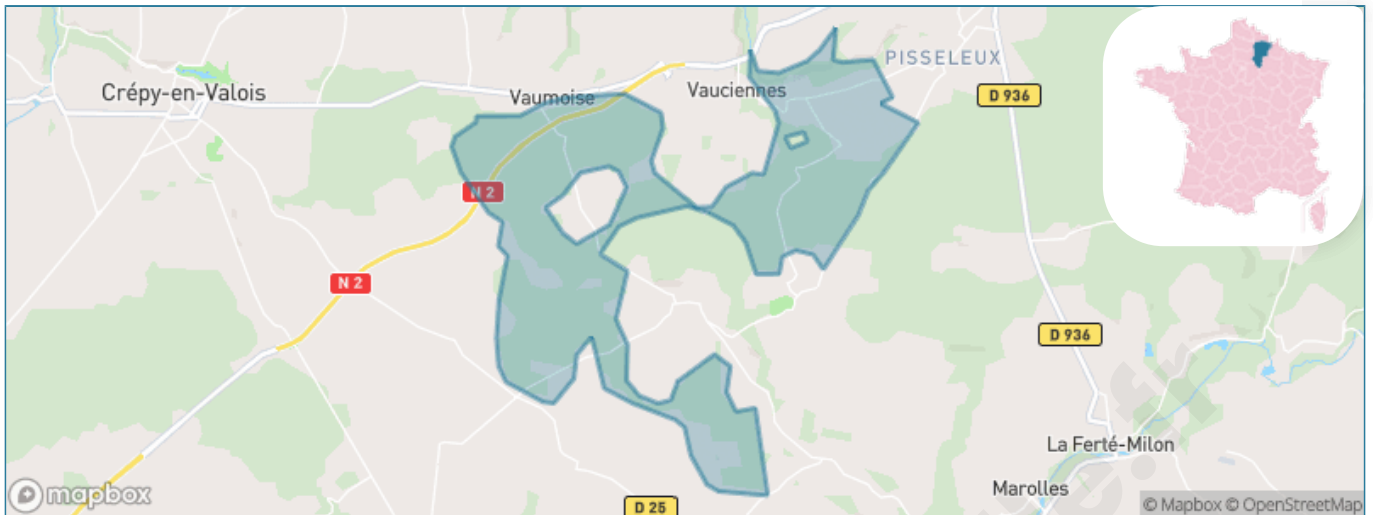 PISSELEUX
Crépy-en-Valois
Vaumoise
Vauciennes
D 936
N 2
N 2
D 936
La Ferté-Milon
Marolles
mapbox
D 25
© Mapbox © OpenStreetMap